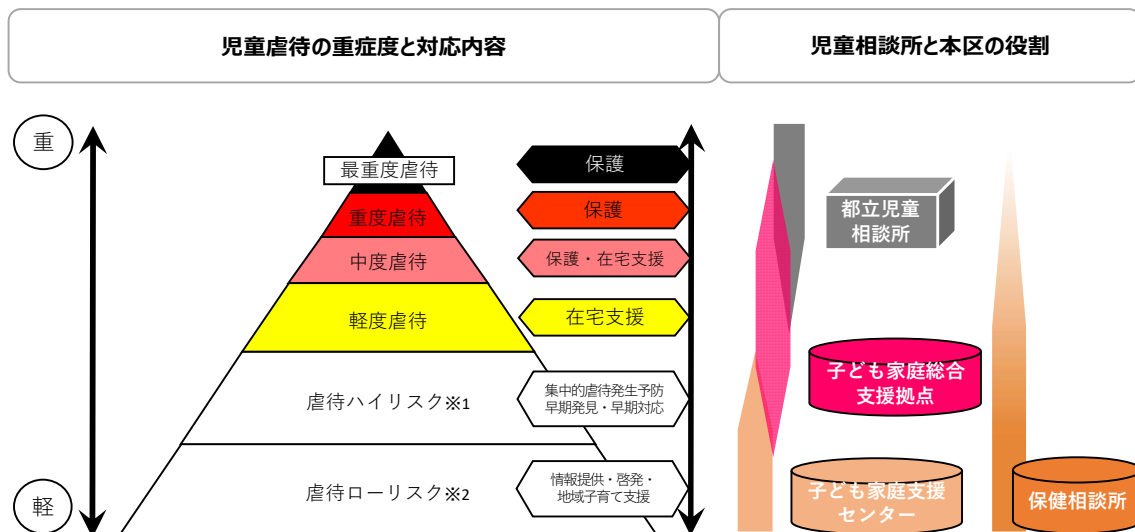 児童虐待の重症度と対応内容
児童相談所と本区の役割
重
最重度虐待
保護
重度虐待
保護
中度虐待
保護・在宅支援
軽度虐待
在宅支援
虐待ハイリスク※1
集中的虐待発生予防
早期発見・早期対応
虐待ローリスク※2
情報提供・啓発・
地域子育て支援
軽
都立児童
相談所
子ども家庭総合
支援拠点
子ども家庭支援
センター
保健相談所